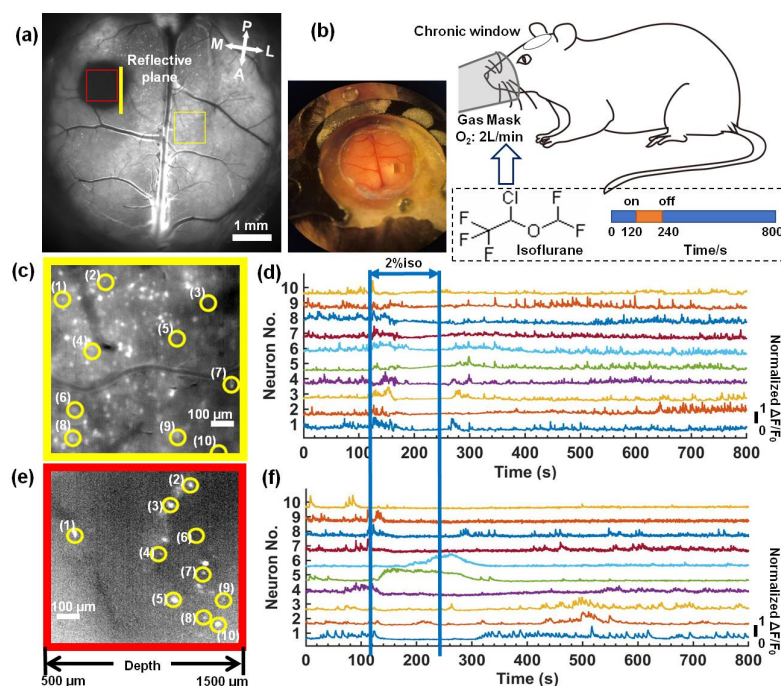 (a)
P
M
L
A
Reflective
plane
1 mm
(b)
Chronic window
Gas Mask
O₂: 2L/min
Cl
F
F
F
F
F
O
Isoflurane
on off
0 120 240 800
Time/s
(c)
(1)
(2)
(3)
(4)
(5)
(6)
(7)
(8)
(9)
(10)
100 µm
(d)
2%iso
Neuron No.
10
9
8
7
6
5
4
3
2
1
0 100 200 300 400 500 600 700 800
Time (s)
1
0
Normalized ΔF/F₀
(e)
(1)
(2)
(3)
(4)
(5)
(6)
(7)
(8)
(9)
(10)
100 µm
Depth
500 µm
1500 µm
(f)
Neuron No.
10
9
8
7
6
5
4
3
2
1
0 100 200 300 400 500 600 700 800
Time (s)
1
0
Normalized ΔF/F₀